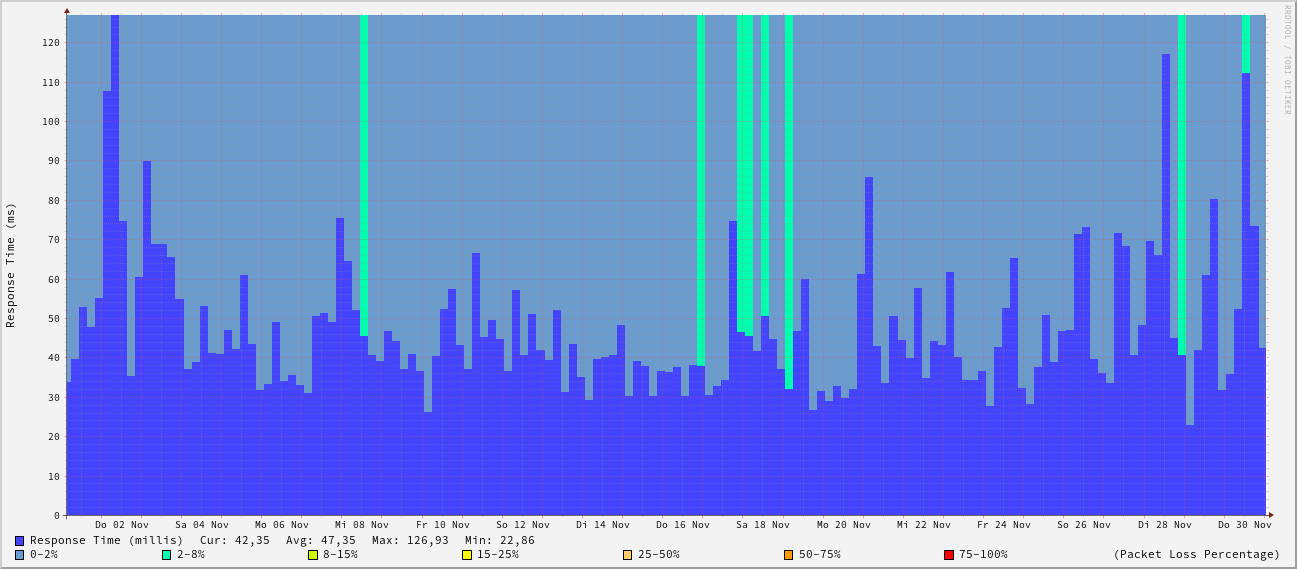 RRDTOOL / TOBI OETIKER
Response Time (ms)
120
110
100
90
80
70
60
50
40
30
20
10
0
Do 02 Nov Sa 04 Nov Mo 06 Nov Mi 08 Nov Fr 10 Nov So 12 Nov Di 14 Nov Do 16 Nov Sa 18 Nov Mo 20 Nov Mi 22 Nov Fr 24 Nov So 26 Nov Di 28 Nov Do 30 Nov
Response Time (millis) Cur: 42,35 Avg: 47,35 Max: 126,93 Min: 22,86
0-2% 2-8% 8-15% 15-25% 25-50% 50-75% 75-100% (Packet Loss Percentage)